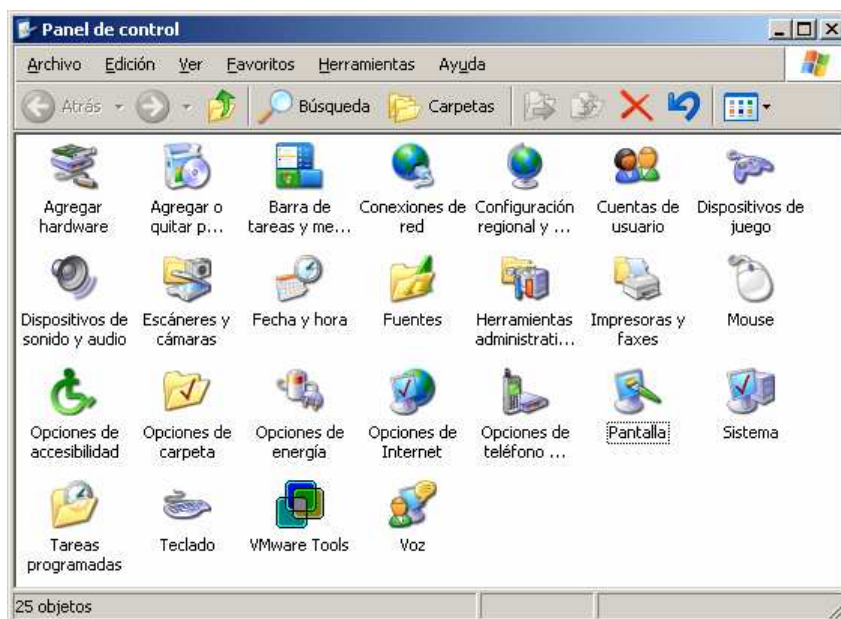 Panel de control
Archivo Edición Ver Favoritos Herramientas Ayuda
Atrás Búsqueda Carpetas
Agregar hardware
Agregar o quitar p...
Barra de tareas y me...
Conexiones de red
Configuración regional y ...
Cuentas de usuario
Dispositivos de juego
Dispositivos de sonido y audio
Escáneres y cámaras
Fecha y hora
Fuentes
Herramientas administrati...
Impresoras y faxes
Mouse
Opciones de accesibilidad
Opciones de carpeta
Opciones de energía
Opciones de Internet
Opciones de teléfono ...
Pantalla
Sistema
Tareas programadas
Teclado
VMware Tools
Voz
25 objetos